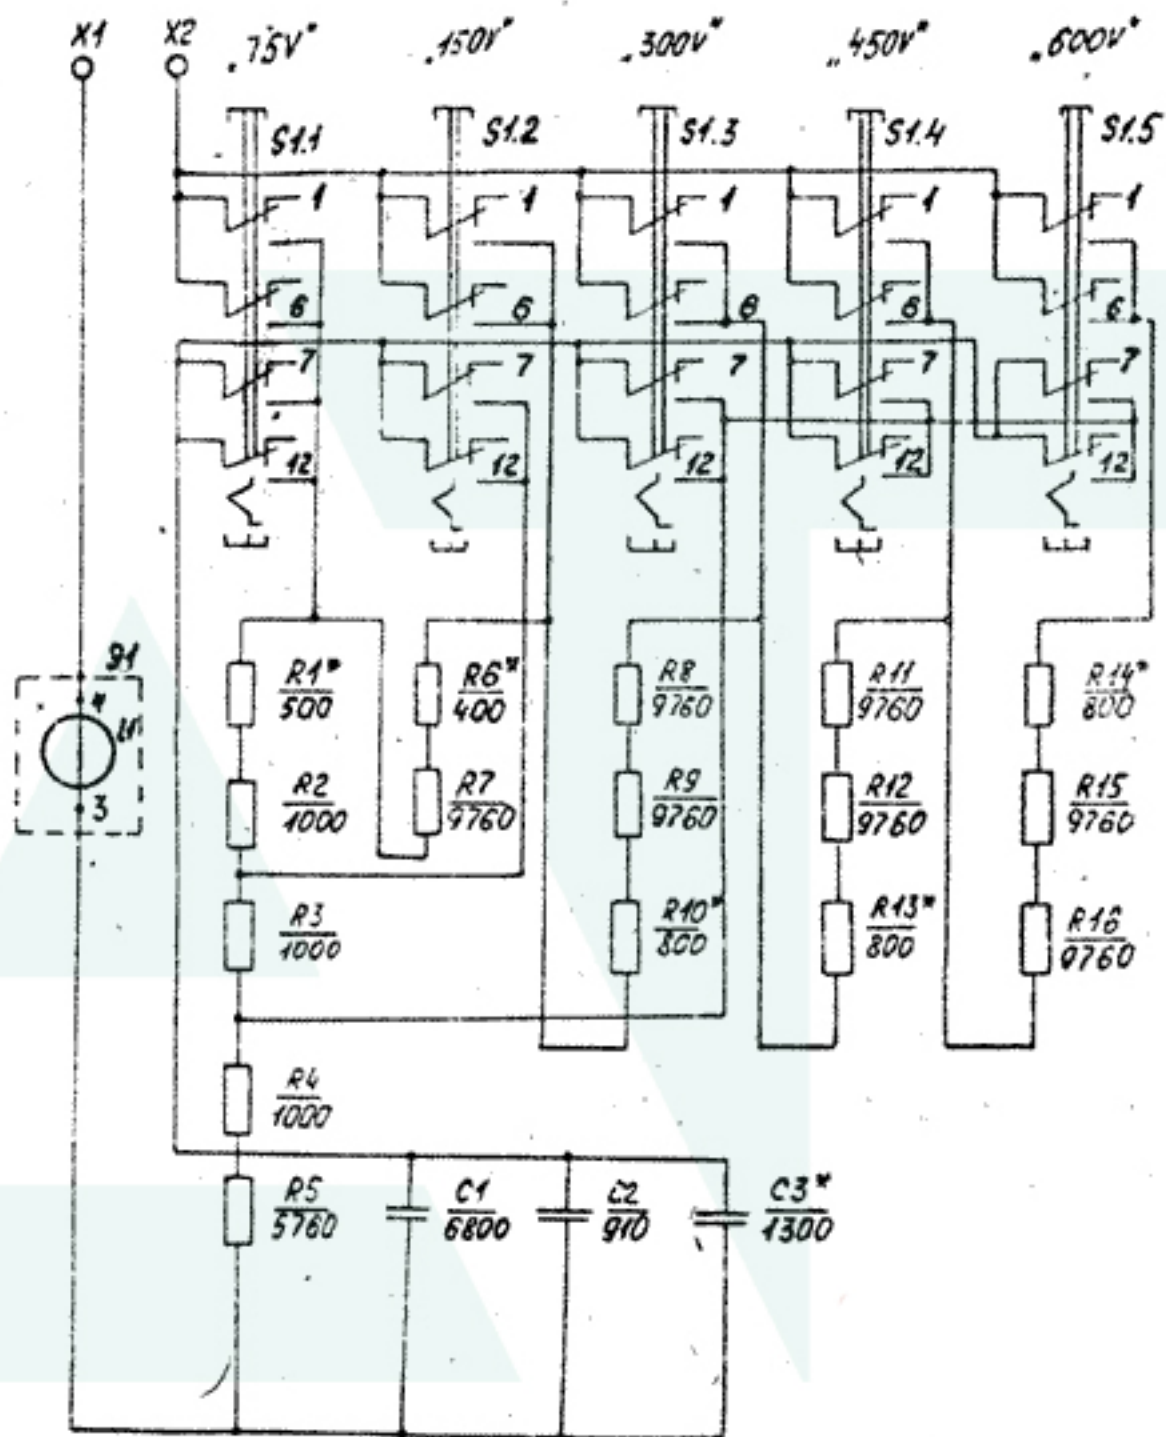 X1 X2 "75V" "150V" "300V" "450V" "600V"
S1.1 S1.2 S1.3 S1.4 S1.5
1 1 1 1 1
6 6 6 6 6
7 7 7 7 7
12 12 12 12 12
R1* R6* R8 R11 R14*
500 400 9760 9760 800
3
R2 R7 R9 R12 R15
1000 9760 9760 9760 9760
R3 R10* R13* R16
1000 800 800 9760
R4
1000
R5 C1 C2 C3*
5760 6800 910 1300